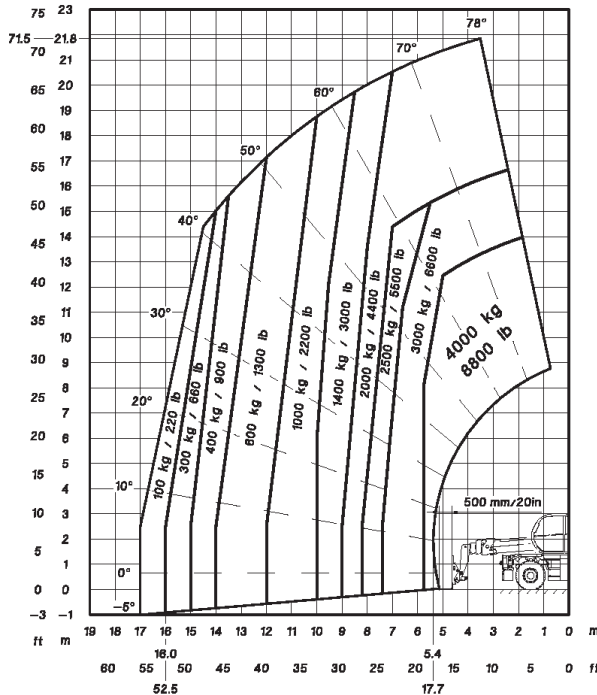 75 23
71.5 21.8
70 22
21
65 20
19
60 18
17
55 16
50 15
14
45 13
12
40 11
35 10
9
30 8
25 7
6
20 5
15 4
3
10 2
5 1
0 0
-3 -1
ft m
78°
70°
60°
50°
40°
30°
20°
10°
0°
-5°
100 kg / 220 lb
300 kg / 660 lb
400 kg / 900 lb
600 kg / 1300 lb
1000 kg / 2200 lb
1400 kg / 3000 lb
2000 kg / 4400 lb
2500 kg / 5500 lb
3000 kg / 6600 lb
4000 kg
8800 lb
500 mm/20in
19 18 17 16 15 14 13 12 11 10 9 8 7 6 5 4 3 2 1 0 m
16.0 5.4
60 55 50 45 40 35 30 25 20 15 10 5 0 ft
52.5 17.7